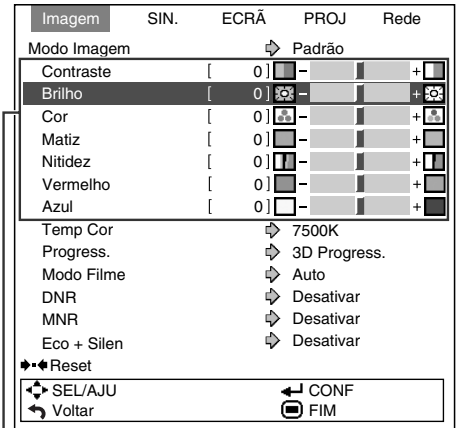 Imagem SIN. ECRÃ PROJ Rede
Modo Imagem Padrão
Contraste [ 0 ] - +
Brilho [ 0 ] - +
Cor [ 0 ] - +
Matiz [ 0 ] - +
Nitidez [ 0 ] - +
Vermelho [ 0 ] - +
Azul [ 0 ] - +
Temp Cor 7500K
Progress. 3D Progress.
Modo Filme Auto
DNR Desativar
MNR Desativar
Eco + Silen Desativar
Reset
SEL/AJU CONF
Voltar FIM